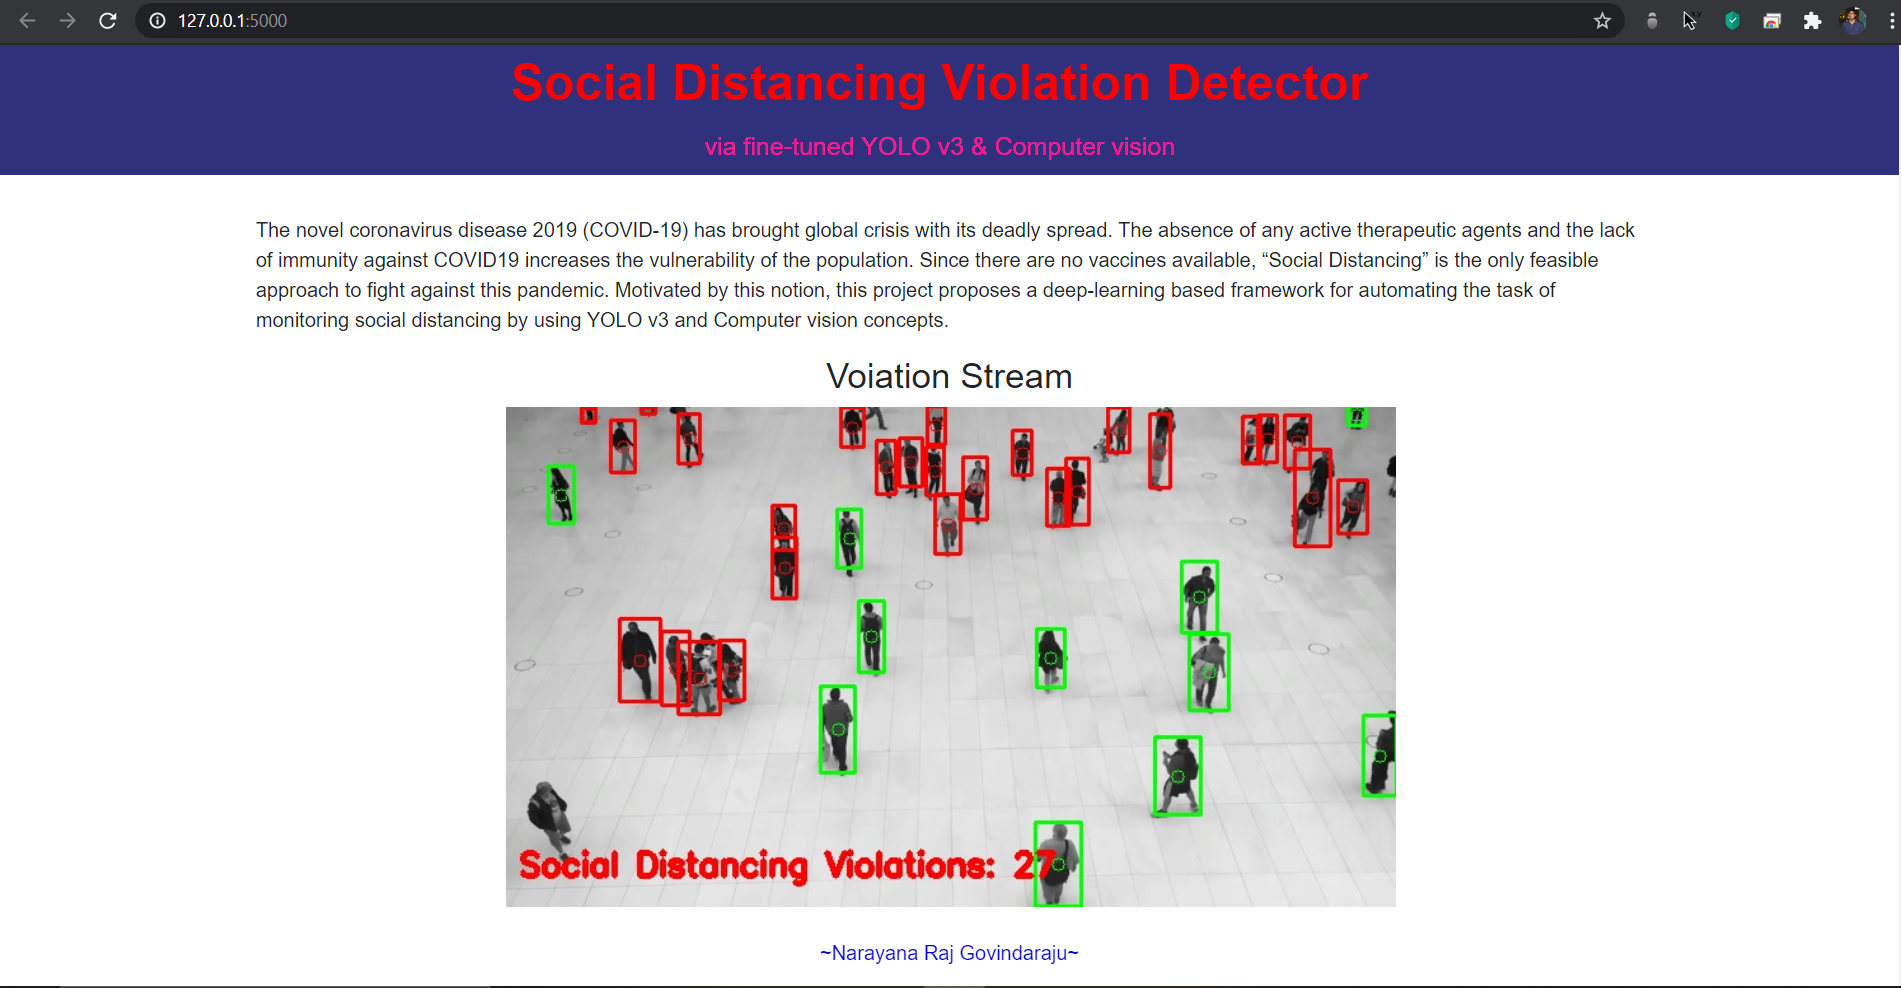 127.0.0.1:5000
Social Distancing Violation Detector
via fine-tuned YOLO v3 & Computer vision
The novel coronavirus disease 2019 (COVID-19) has brought global crisis with its deadly spread. The absence of any active therapeutic agents and the lack
of immunity against COVID19 increases the vulnerability of the population. Since there are no vaccines available, “Social Distancing” is the only feasible
approach to fight against this pandemic. Motivated by this notion, this project proposes a deep-learning based framework for automating the task of
monitoring social distancing by using YOLO v3 and Computer vision concepts.
Voiation Stream
Social Distancing Violations: 27
~Narayana Raj Govindaraju~